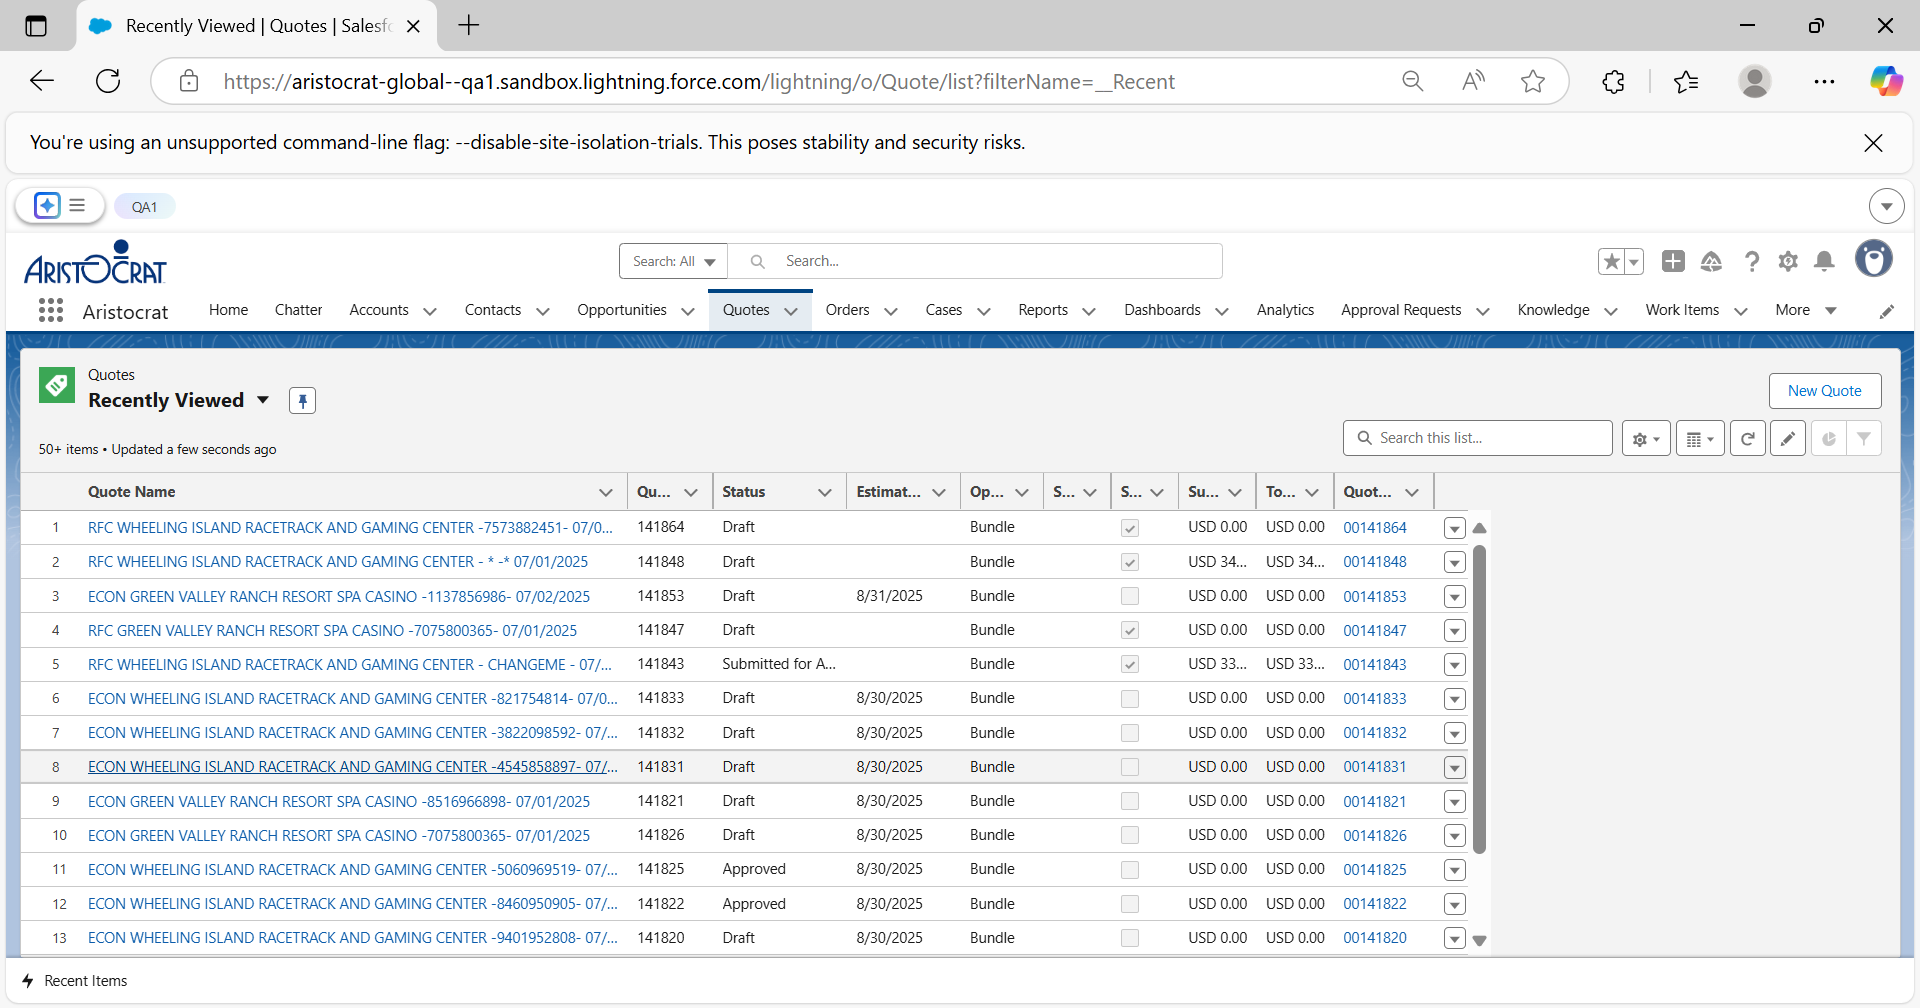 Recently Viewed | Quotes | Salesfo
https://aristocrat-global--qa1.sandbox.lightning.force.com/lightning/o/Quote/list?filterName=__Recent
You're using an unsupported command-line flag: --disable-site-isolation-trials. This poses stability and security risks.
QA1
ARISTOCRAT
Search: All
Search...
Aristocrat
Home Chatter Accounts Contacts Opportunities Quotes Orders Cases Reports Dashboards Analytics Approval Requests Knowledge Work Items More
Quotes
Recently Viewed
New Quote
50+ items • Updated a few seconds ago
Search this list...
Quote Name Qu... Status Estimat... Op... S... S... Su... To... Quot...
1 RFC WHEELING ISLAND RACETRACK AND GAMING CENTER -7573882451- 07/0... 141864 Draft Bundle USD 0.00 USD 0.00 00141864
2 RFC WHEELING ISLAND RACETRACK AND GAMING CENTER - * -* 07/01/2025 141848 Draft Bundle USD 34... USD 34... 00141848
3 ECON GREEN VALLEY RANCH RESORT SPA CASINO -1137856986- 07/02/2025 141853 Draft 8/31/2025 Bundle USD 0.00 USD 0.00 00141853
4 RFC GREEN VALLEY RANCH RESORT SPA CASINO -7075800365- 07/01/2025 141847 Draft Bundle USD 0.00 USD 0.00 00141847
5 RFC WHEELING ISLAND RACETRACK AND GAMING CENTER - CHANGEME - 07/... 141843 Submitted for A... Bundle USD 33... USD 33... 00141843
6 ECON WHEELING ISLAND RACETRACK AND GAMING CENTER -821754814- 07/0... 141833 Draft 8/30/2025 Bundle USD 0.00 USD 0.00 00141833
7 ECON WHEELING ISLAND RACETRACK AND GAMING CENTER -3822098592- 07/... 141832 Draft 8/30/2025 Bundle USD 0.00 USD 0.00 00141832
8 ECON WHEELING ISLAND RACETRACK AND GAMING CENTER -4545858897- 07/... 141831 Draft 8/30/2025 Bundle USD 0.00 USD 0.00 00141831
9 ECON GREEN VALLEY RANCH RESORT SPA CASINO -8516966898- 07/01/2025 141821 Draft 8/30/2025 Bundle USD 0.00 USD 0.00 00141821
10 ECON GREEN VALLEY RANCH RESORT SPA CASINO -7075800365- 07/01/2025 141826 Draft 8/30/2025 Bundle USD 0.00 USD 0.00 00141826
11 ECON WHEELING ISLAND RACETRACK AND GAMING CENTER -5060969519- 07/... 141825 Approved 8/30/2025 Bundle USD 0.00 USD 0.00 00141825
12 ECON WHEELING ISLAND RACETRACK AND GAMING CENTER -8460950905- 07/... 141822 Approved 8/30/2025 Bundle USD 0.00 USD 0.00 00141822
13 ECON WHEELING ISLAND RACETRACK AND GAMING CENTER -9401952808- 07/... 141820 Draft 8/30/2025 Bundle USD 0.00 USD 0.00 00141820
Recent Items